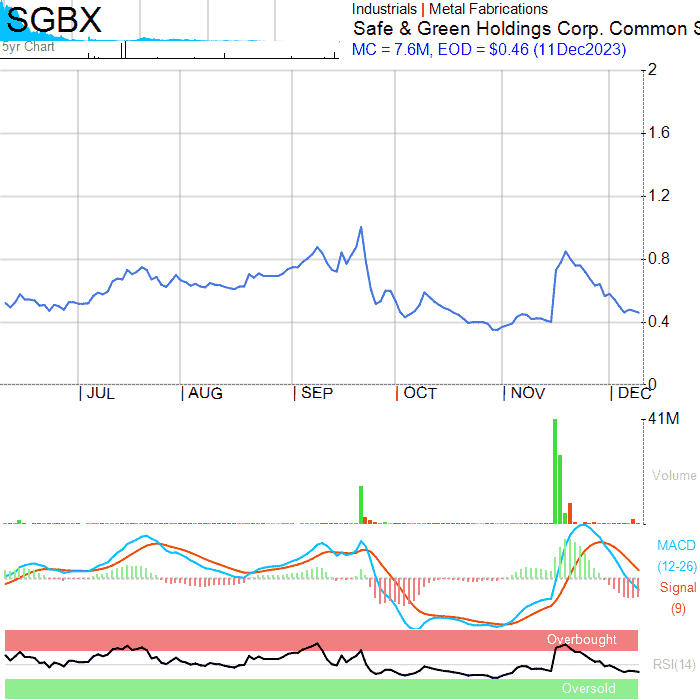 SGBX
5yr Chart
Industrials | Metal Fabrications
Safe & Green Holdings Corp. Common S
MC = 7.6M, EOD = $0.46 (11Dec2023)
2
1.6
1.2
0.8
0.4
0
JUL AUG SEP OCT NOV DEC
41M
Volume
MACD
(12-26)
Signal
(9)
Overbought
RSI(14)
Oversold